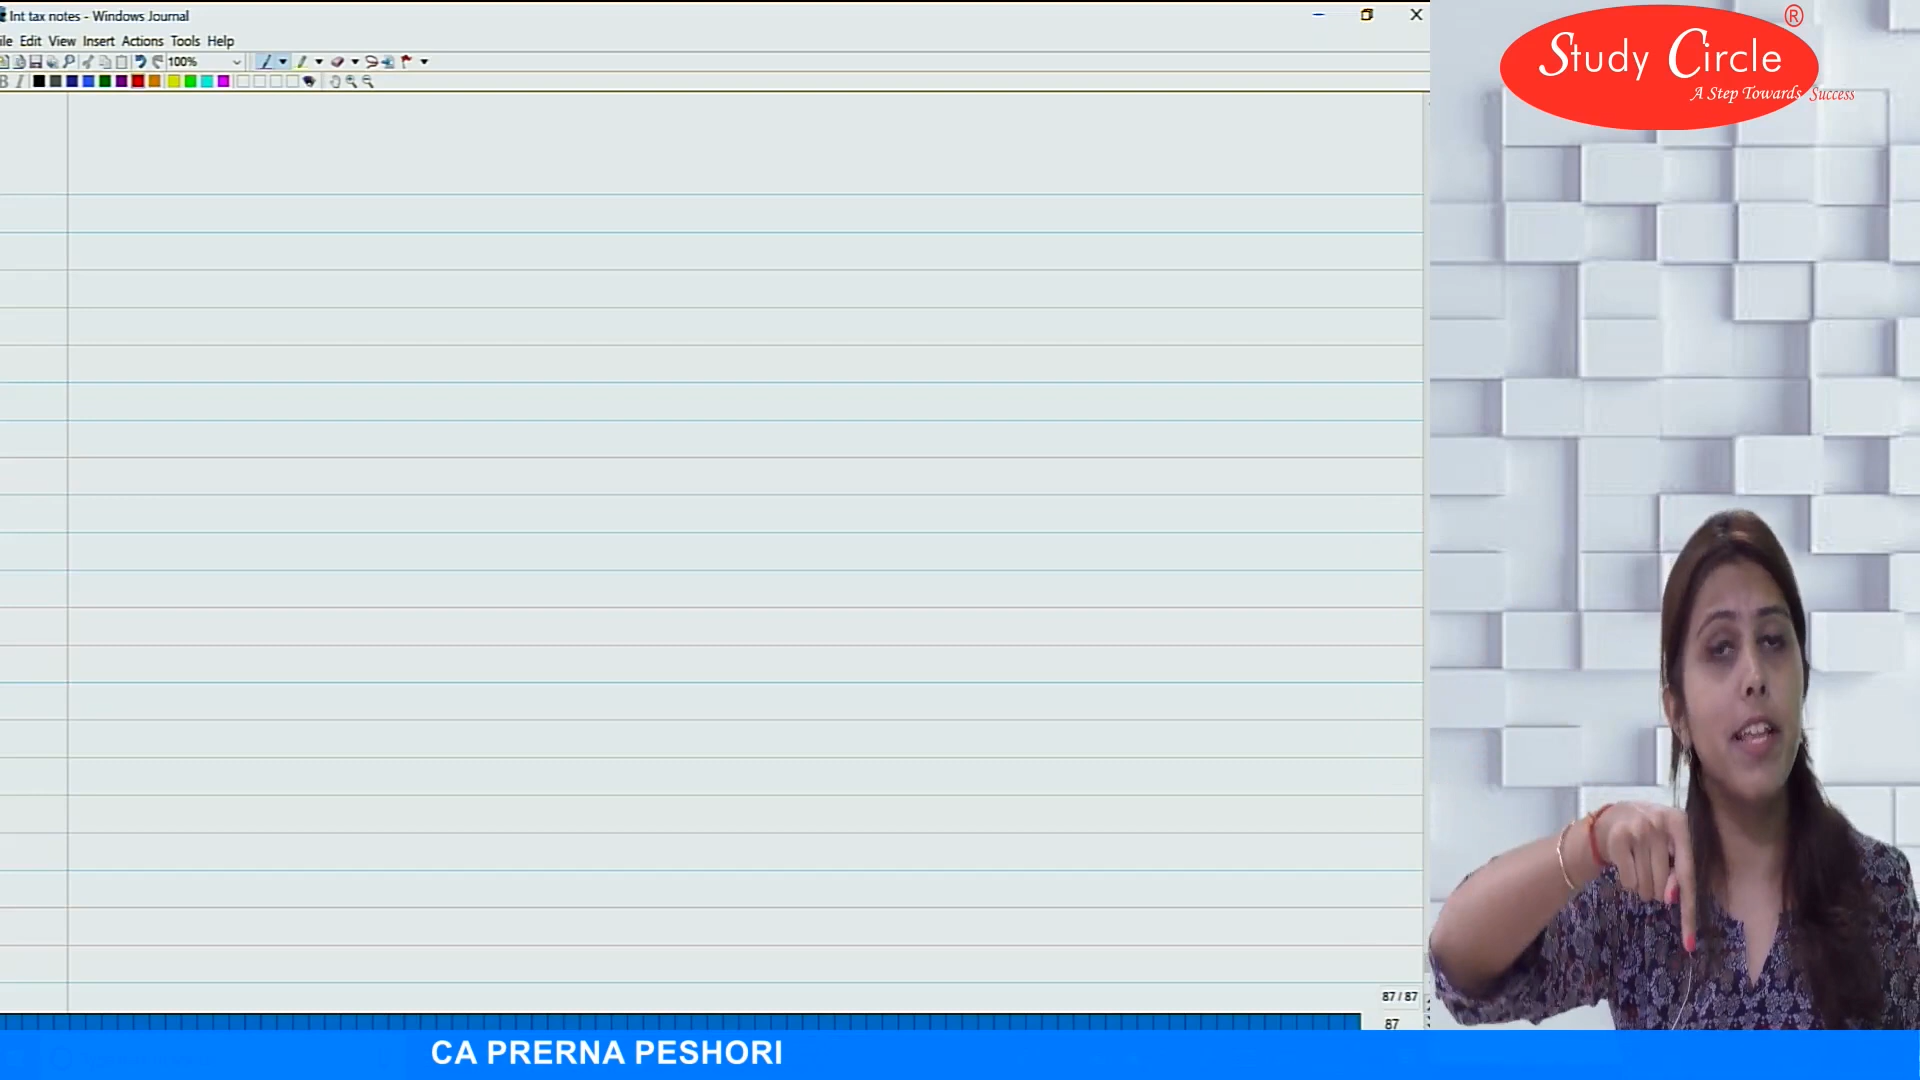 Int tax notes - Windows Journal
ile Edit View Insert Actions Tools Help
100%
B I
Study Circle ®
A Step Towards Success
87 / 87
87
CA PRERNA PESHORI